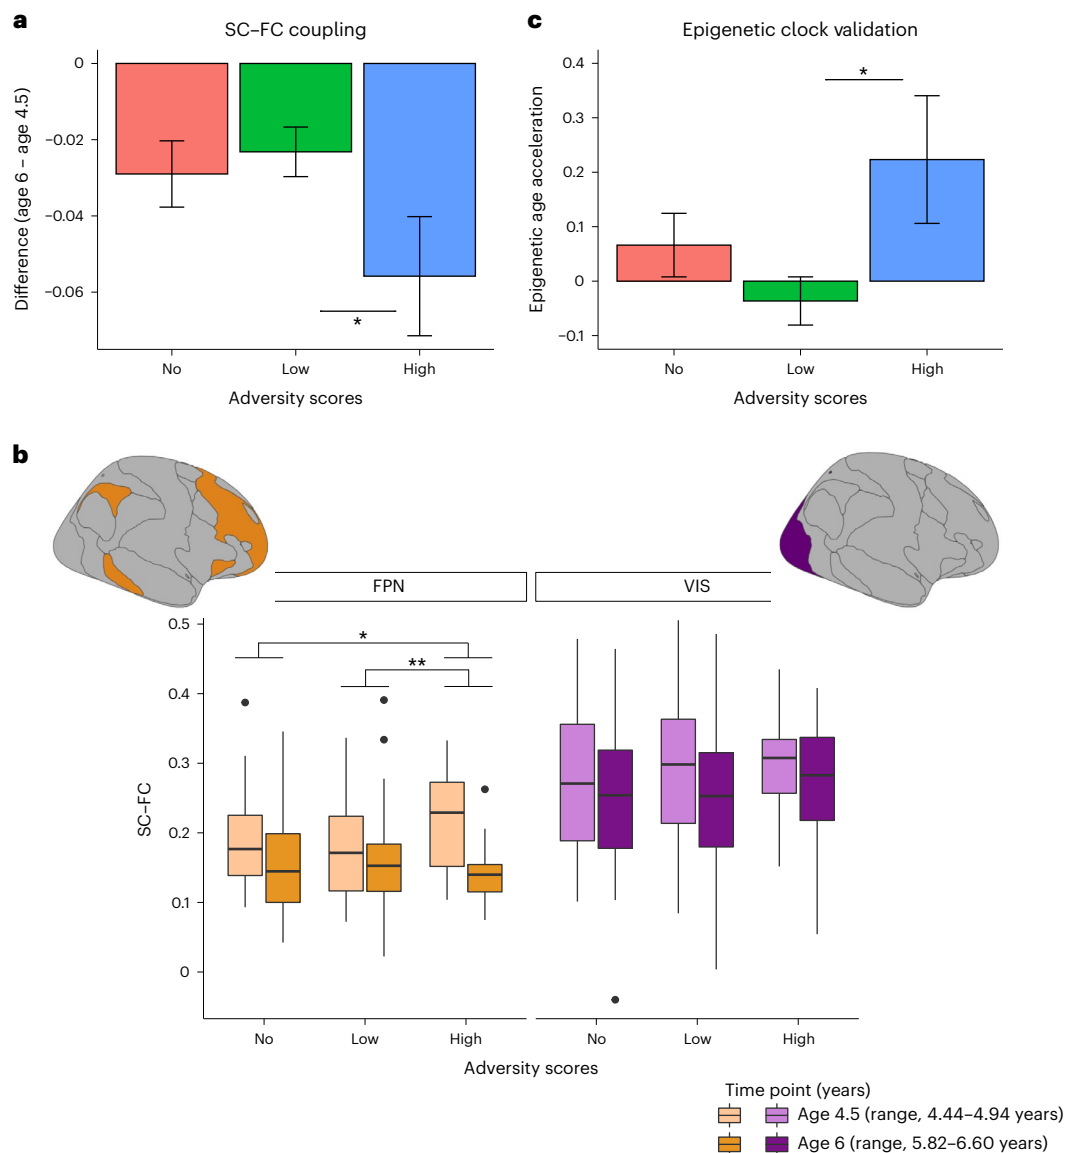 a
SC–FC coupling
Difference (age 6 – age 4.5)
0
–0.02
–0.04
–0.06
*
No
Low
High
Adversity scores
c
Epigenetic clock validation
Epigenetic age acceleration
0.4
0.3
0.2
0.1
0
–0.1
*
No
Low
High
Adversity scores
b
FPN
VIS
SC–FC
0.5
0.4
0.3
0.2
0.1
0
*
**
No
Low
High
No
Low
High
Adversity scores
Time point (years)
Age 4.5 (range, 4.44–4.94 years)
Age 6 (range, 5.82–6.60 years)